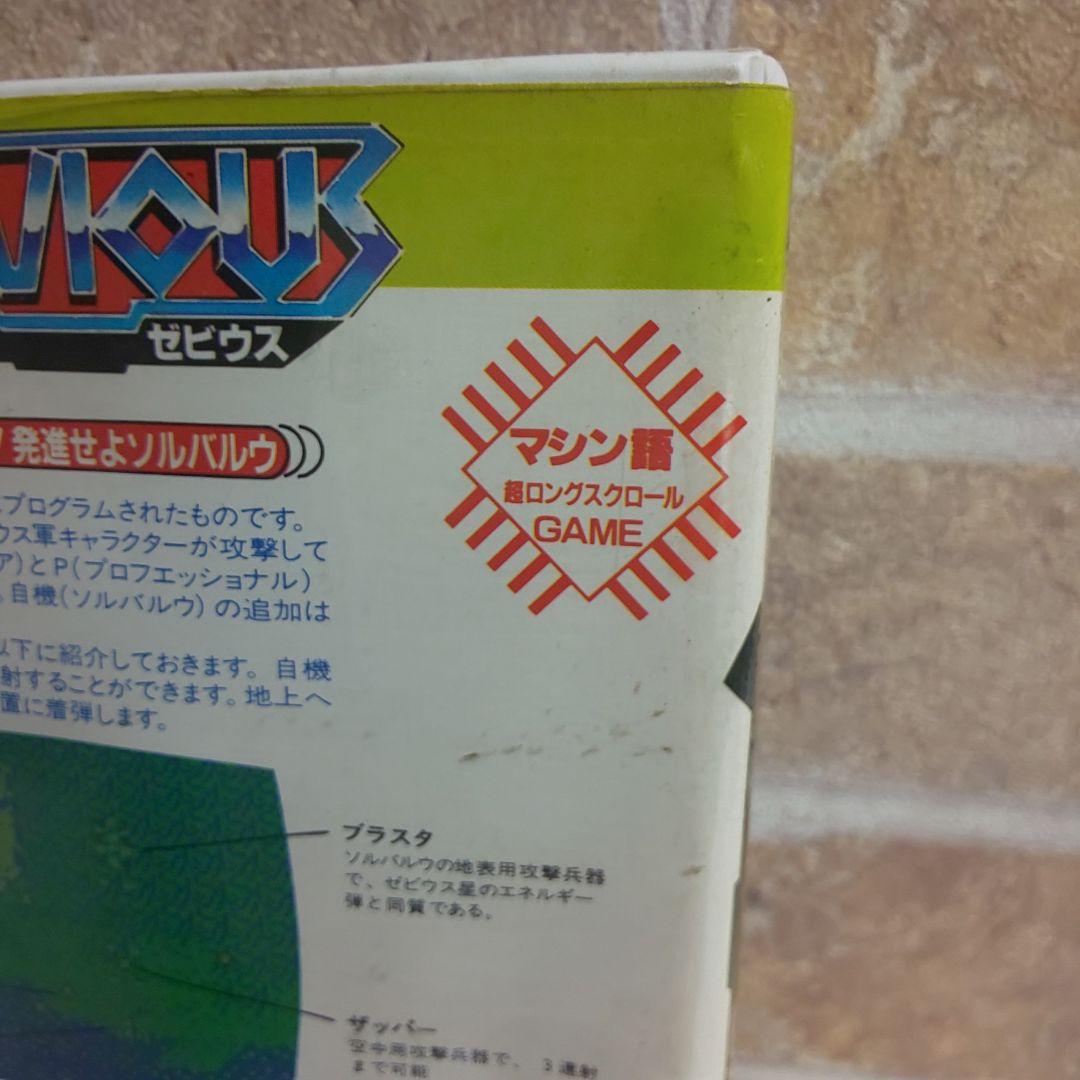 VIOUS
ゼビウス
発進せよソルバルウ
マシン語
超ロングスクロール
GAME
プログラムされたものです。
ウス軍キャラクターが攻撃して
ア)とP(プロフェッショナル)
。自機(ソルバルウ)の追加は
以下に紹介しておきます。自機
射することができます。地上へ
置に着弾します。
ブラスタ
ソルバルウの地表用攻撃兵器
で、ゼビウス星のエネルギー
弾と同質である。
ザッパー
空中用攻撃兵器で、3連射
まで可能